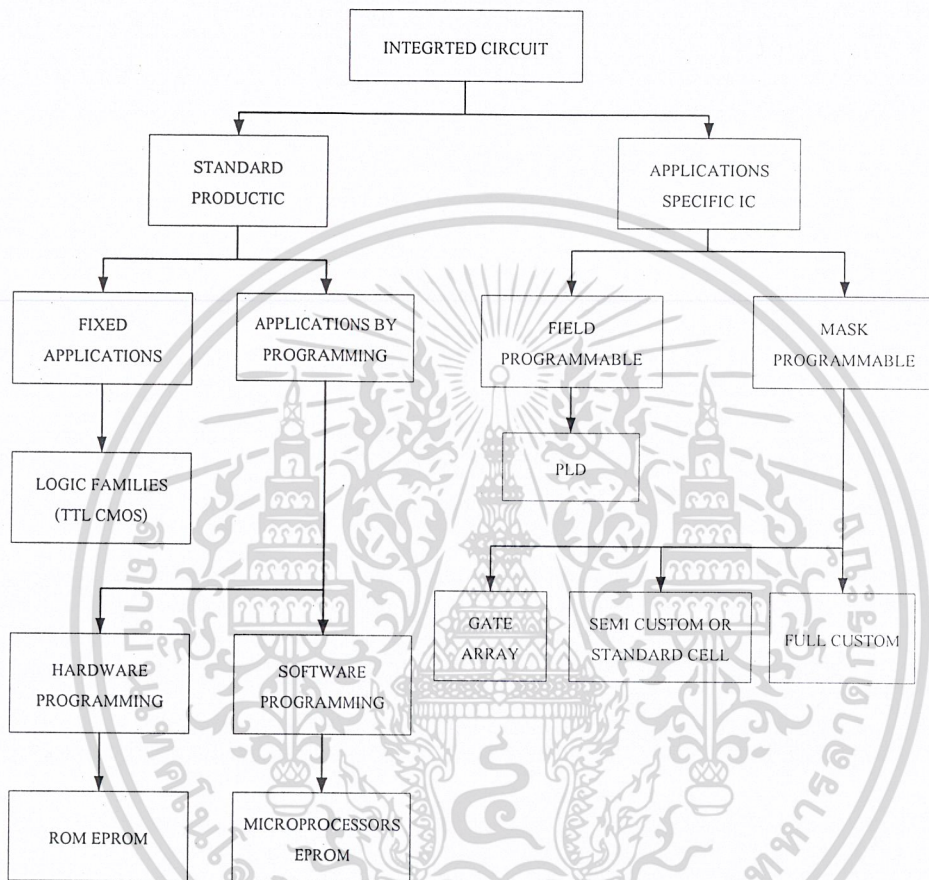 INTEGRTED CIRCUIT
STANDARD
PRODUCTIC
APPLICATIONS
SPECIFIC IC
FIXED
APPLICATIONS
APPLICATIONS BY
PROGRAMMING
FIELD
PROGRAMMABLE
MASK
PROGRAMMABLE
LOGIC FAMILIES
(TTL CMOS)
PLD
HARDWARE
PROGRAMMING
SOFTWARE
PROGRAMMING
GATE
ARRAY
SEMI CUSTOM OR
STANDARD CELL
FULL CUSTOM
ROM EPROM
MICROPROCESSORS
EPROM